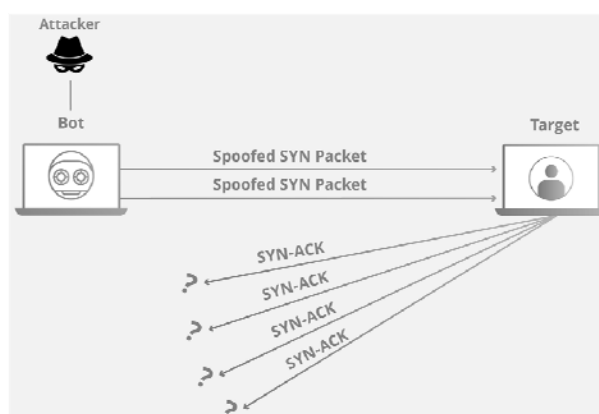 Attacker
Bot
Target
Spoofed SYN Packet
Spoofed SYN Packet
SYN-ACK
?
SYN-ACK
?
SYN-ACK
?
SYN-ACK
?